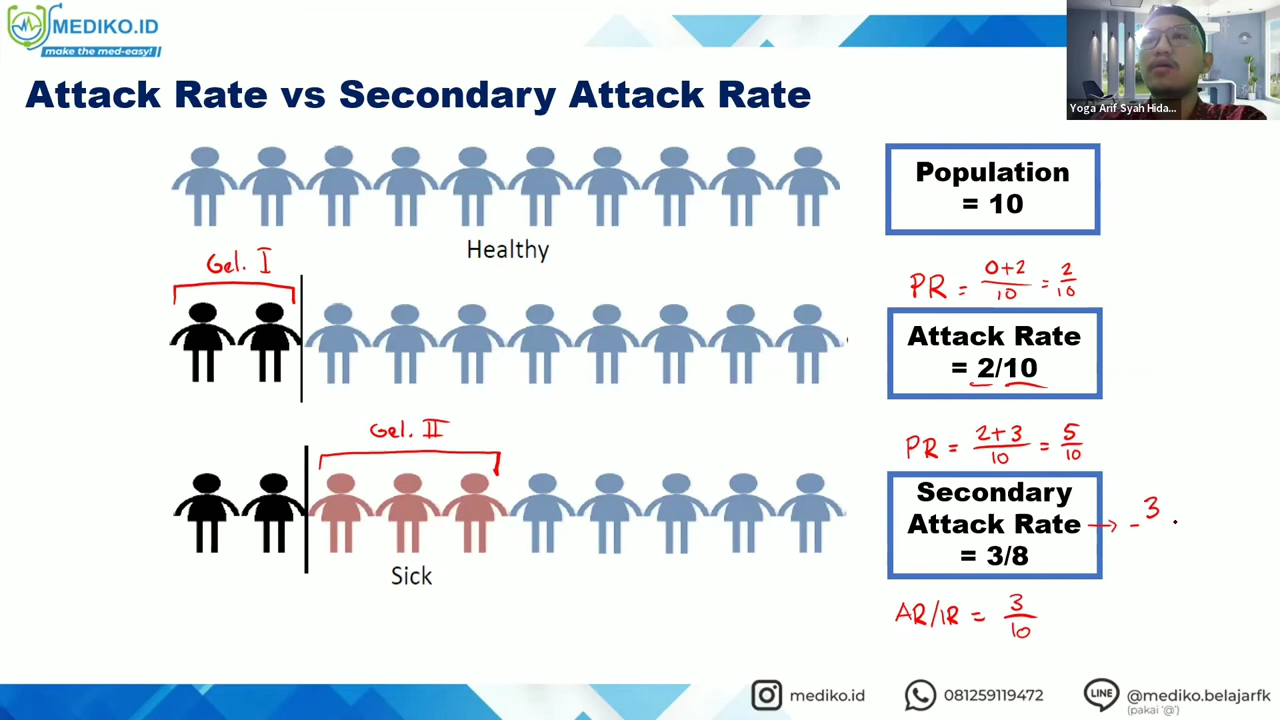 MEDIKO.ID
make the med-easy!
Yoga Arif Syah Hida...
Attack Rate vs Secondary Attack Rate
Population
= 10
Healthy
Gel. I
PR = 0+2/10 = 2/10
Attack Rate
= 2/10
Gel. II
PR = 2+3/10 = 5/10
Secondary
Attack Rate
= 3/8
→ - 3
Sick
AR/IR = 3/10
mediko.id
081259119472
LINE
@mediko.belajarfk
(pakai '@')